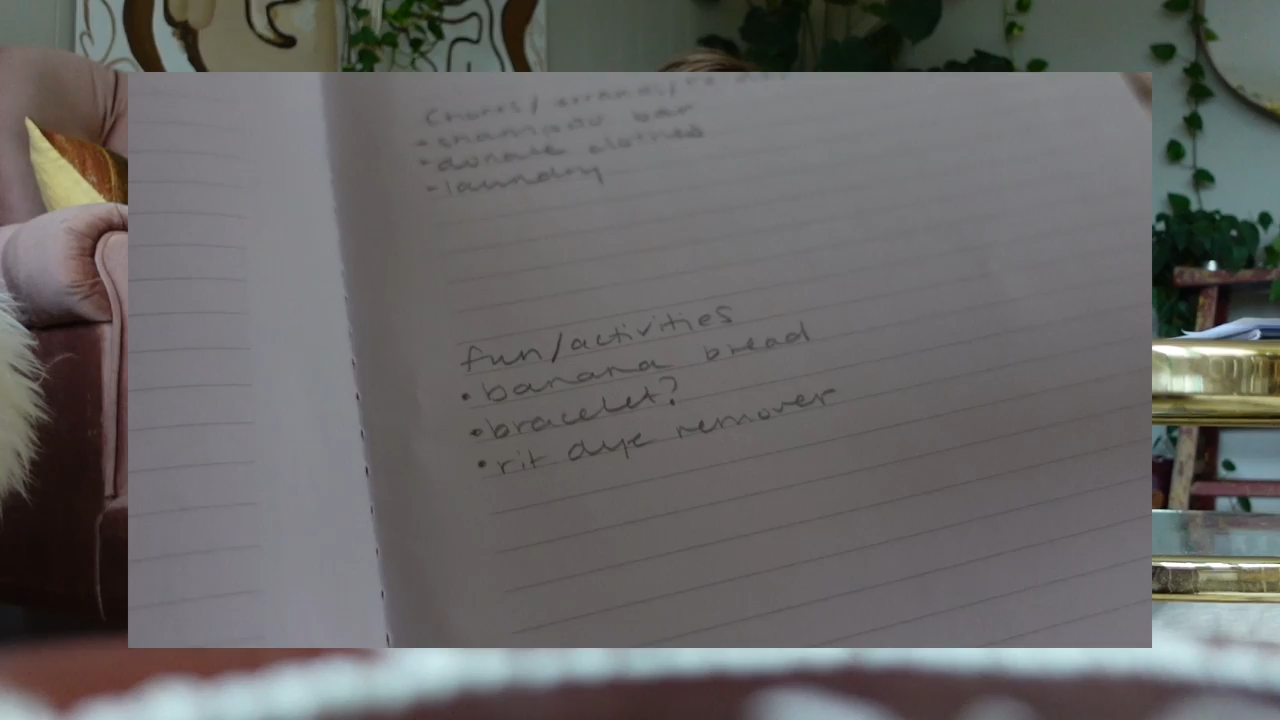 chores/errands/
-shampoo bar
-donate clothes
-laundry
fun/activities
•banana bread
•bracelet?
•rit dye remover